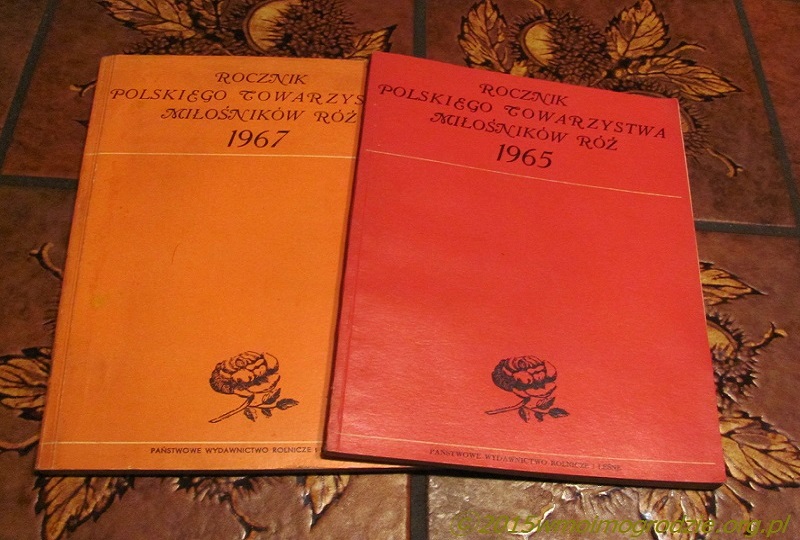 ROCZNIK
POLSKIEGO TOWARZYS
MIŁOŚNIKÓW RÓŻ
1967
PAŃSTWOWE WYDAWNICTWO ROLNICZE I
ROCZNIK
POLSKIEGO TOWARZYSTWA
MIŁOŚNIKÓW RÓŻ
1965
PAŃSTWOWE WYDAWNICTWO ROLNICZE I LEŚNE